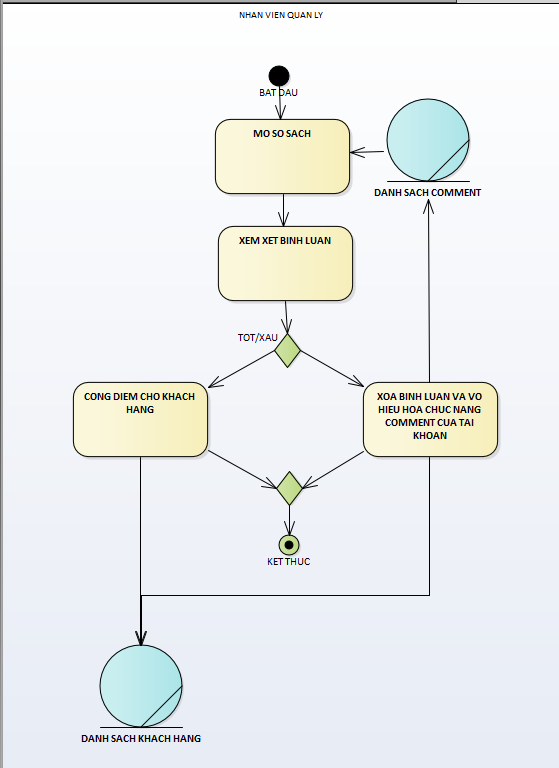 NHAN VIEN QUAN LY
BAT DAU
MO SO SACH
DANH SACH COMMENT
XEM XET BINH LUAN
TOT/XAU
CONG DIEM CHO KHACH
HANG
XOA BINH LUAN VA VO
HIEU HOA CHUC NANG
COMMENT CUA TAI
KHOAN
KET THUC
DANH SACH KHACH HANG